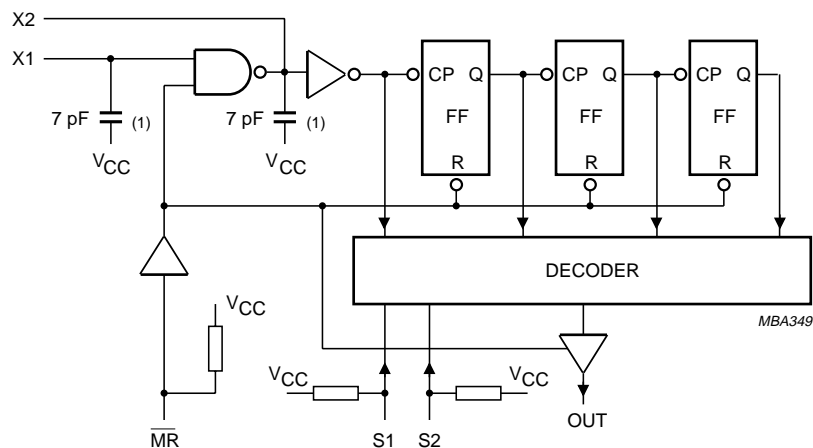 X2
X1
CP Q
CP Q
CP Q
FF
FF
FF
7 pF (1)
7 pF (1)
R
R
R
VCC
VCC
DECODER
MBA349
VCC
VCC
VCC
OUT
MR
S1
S2